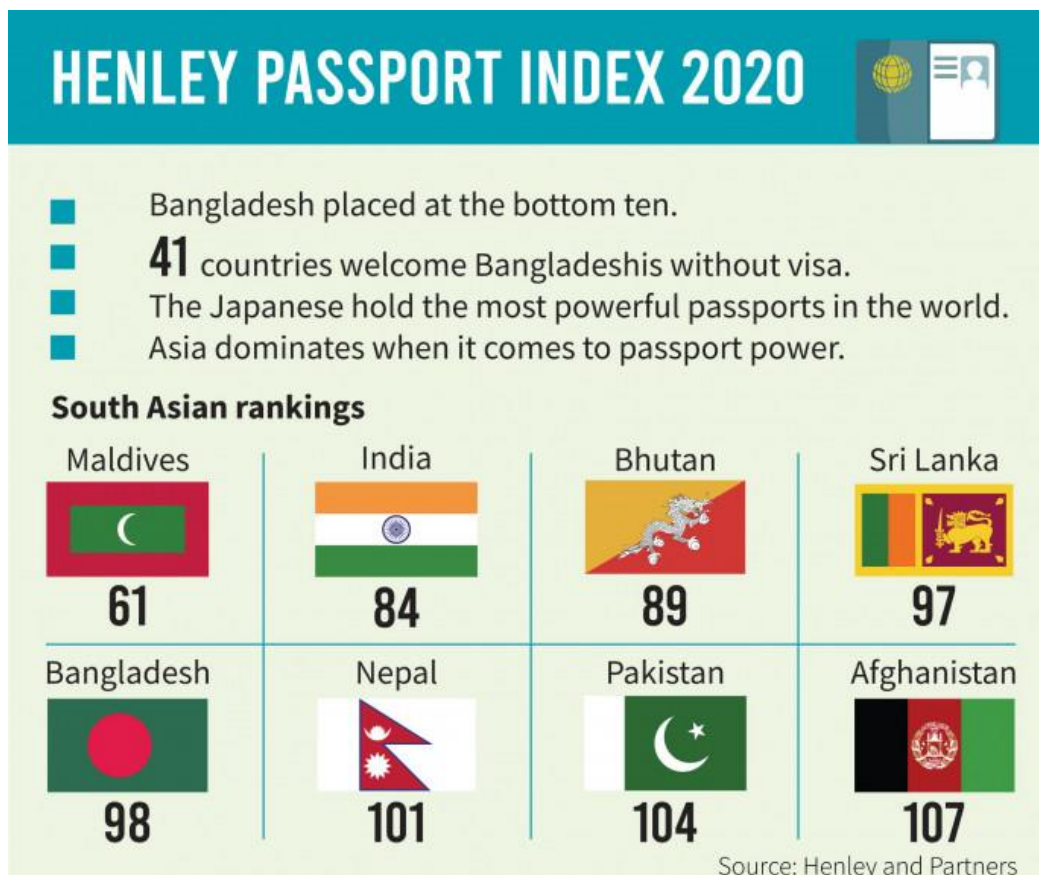 HENLEY PASSPORT INDEX 2020
Bangladesh placed at the bottom ten.
41 countries welcome Bangladeshis without visa.
The Japanese hold the most powerful passports in the world.
Asia dominates when it comes to passport power.
South Asian rankings
Maldives India Bhutan Sri Lanka
61 84 89 97
Bangladesh Nepal Pakistan Afghanistan
98 101 104 107
Source: Henley and Partners